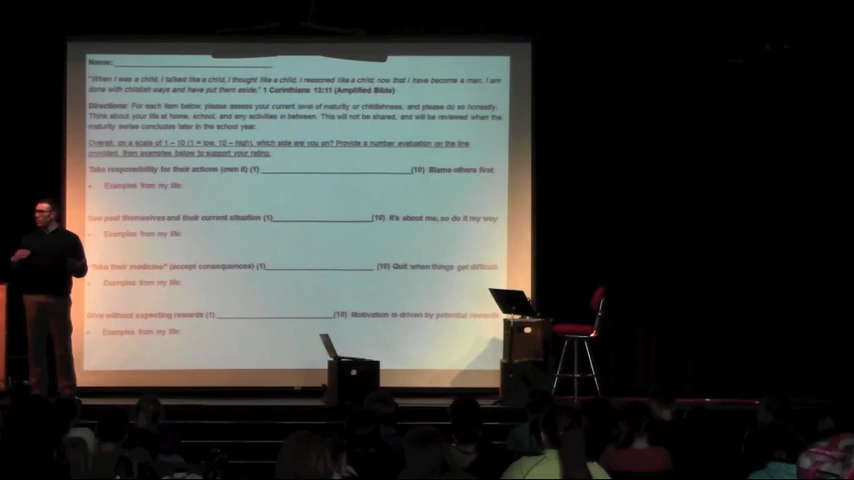 Name:
"When I was a child, I talked like a child, I thought like a child, I reasoned like a child; now that I have become a man, I am
done with childish ways and have put them aside." 1 Corinthians 13:11 (Amplified Bible)
Directions: For each item below, please assess your current level of maturity or childishness, and please do so honestly.
Think about your life at home, school, and any activities in between. This will not be shared, and will be reviewed when the
maturity series concludes later in the school year.
Overall, on a scale of 1 – 10 (1 = low, 10 – high), which side are you on? Provide a number evaluation on the line
provided, then examples below to support your rating.
Take responsibility for their actions (own it) (1) (10) Blame others first
• Examples from my life:
See past themselves and their current situation (1) (10) It's about me, so do it my way
• Examples from my life:
"Take their medicine" (accept consequences) (1) (10) Quit when things get difficult
• Examples from my life:
Give without expecting rewards (1) (10) Motivation is driven by potential rewards
• Examples from my life: